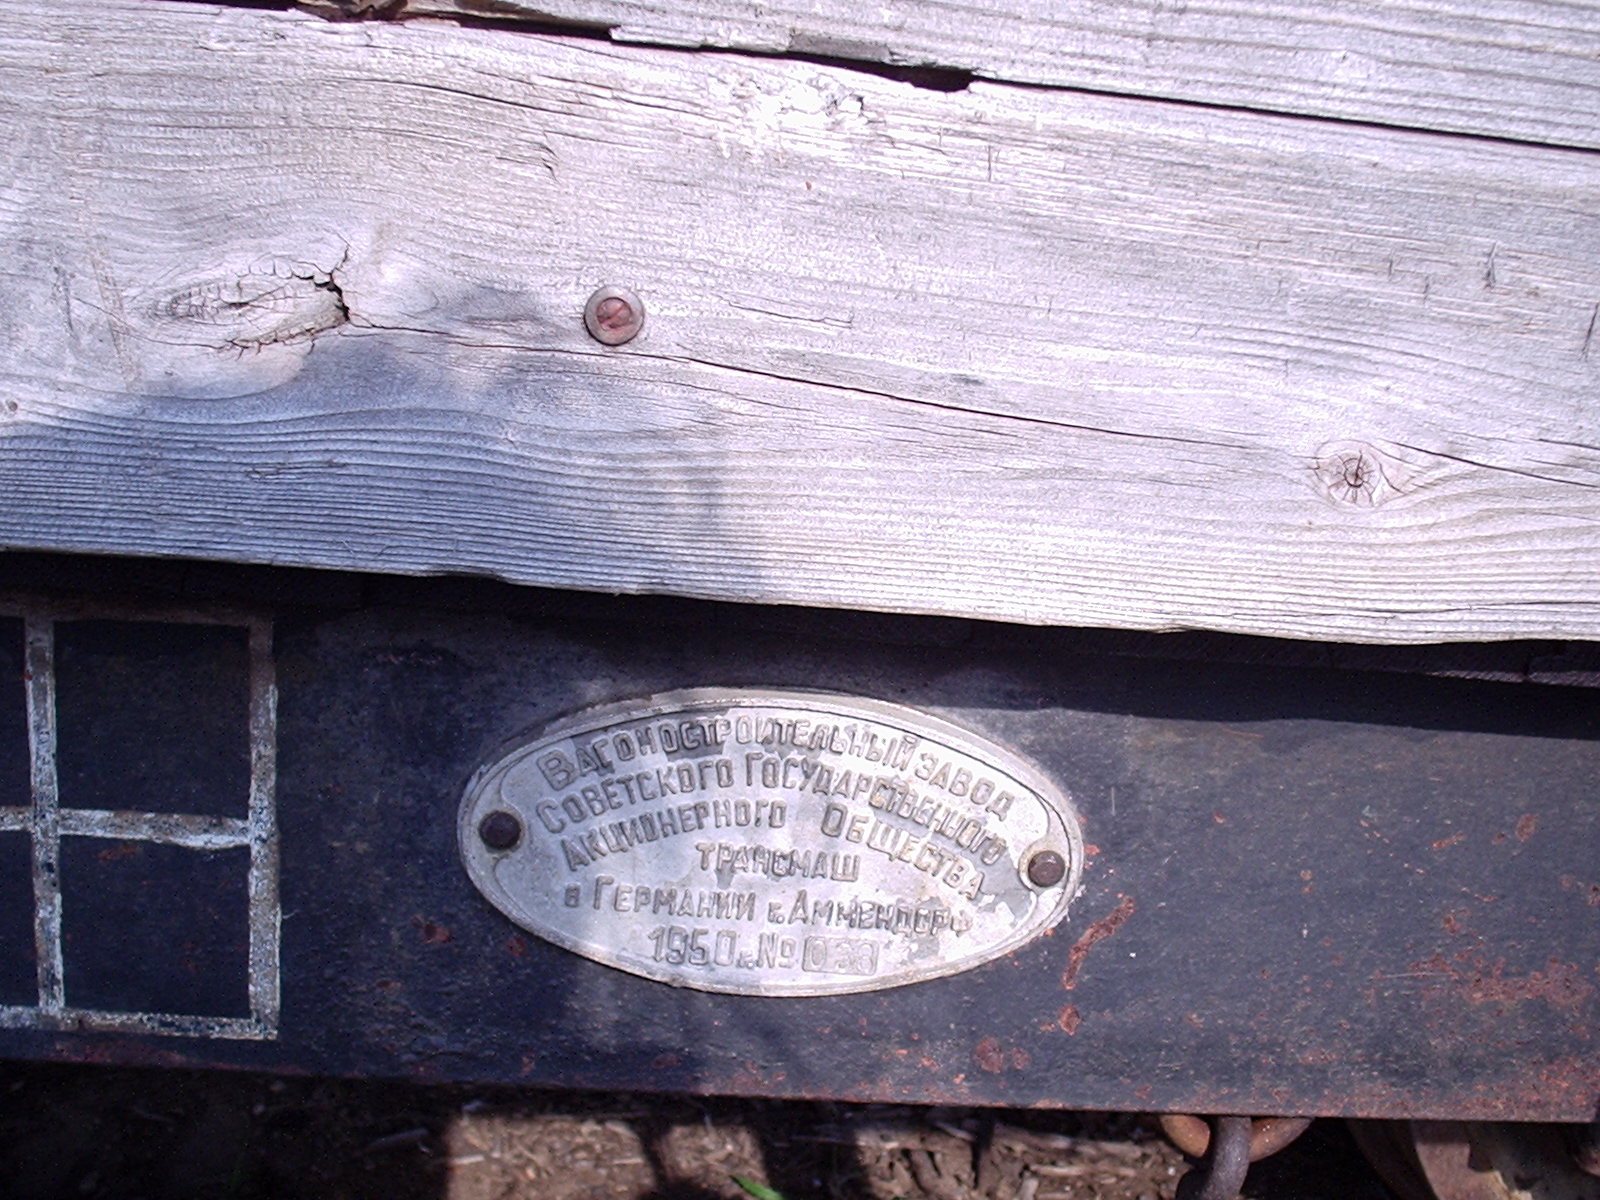 Вагоностроительный завод
Советского Государственного
Акционерного Общества
трансмаш
в Германии г. Аммендорф
1950 г. №